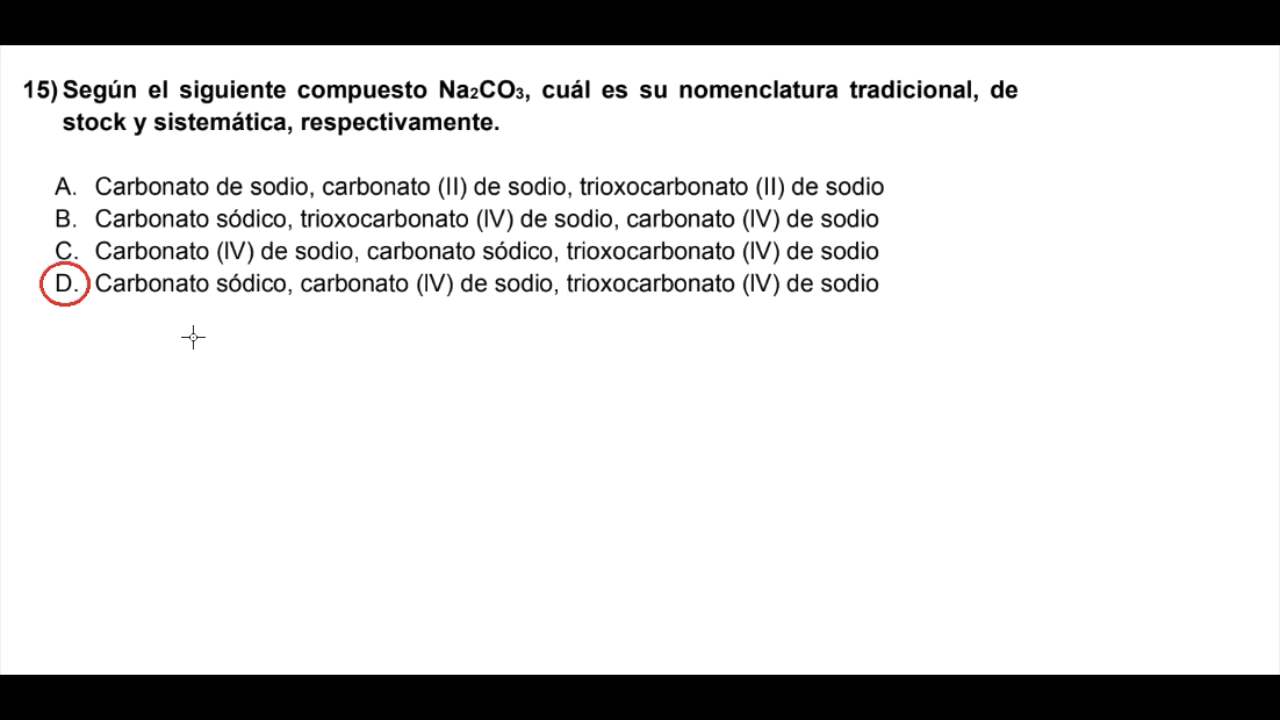 15) Según el siguiente compuesto Na₂CO₃, cuál es su nomenclatura tradicional, de
stock y sistemática, respectivamente.
A. Carbonato de sodio, carbonato (II) de sodio, trioxocarbonato (II) de sodio
B. Carbonato sódico, trioxocarbonato (IV) de sodio, carbonato (IV) de sodio
C. Carbonato (IV) de sodio, carbonato sódico, trioxocarbonato (IV) de sodio
D. Carbonato sódico, carbonato (IV) de sodio, trioxocarbonato (IV) de sodio